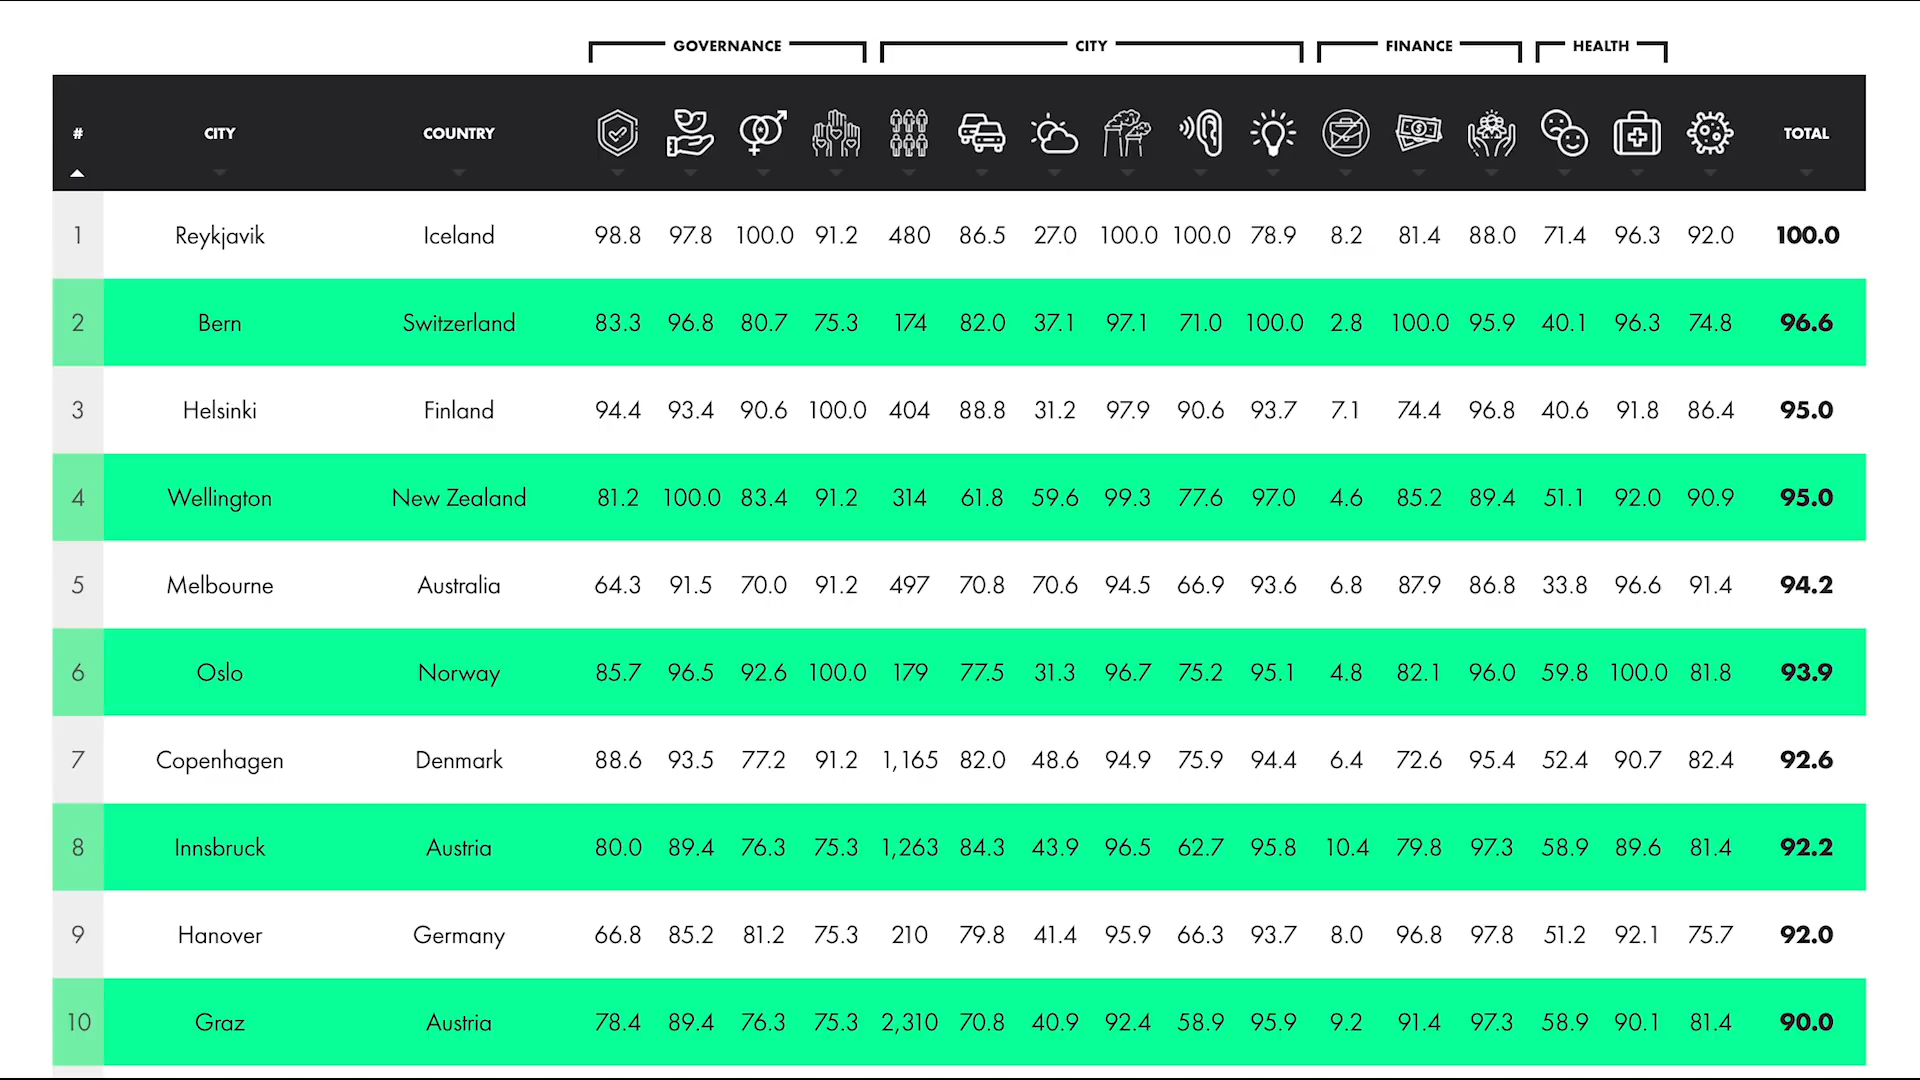 GOVERNANCE CITY FINANCE HEALTH
# CITY COUNTRY TOTAL
1 Reykjavik Iceland 98.8 97.8 100.0 91.2 480 86.5 27.0 100.0 100.0 78.9 8.2 81.4 88.0 71.4 96.3 92.0 100.0
2 Bern Switzerland 83.3 96.8 80.7 75.3 174 82.0 37.1 97.1 71.0 100.0 2.8 100.0 95.9 40.1 96.3 74.8 96.6
3 Helsinki Finland 94.4 93.4 90.6 100.0 404 88.8 31.2 97.9 90.6 93.7 7.1 74.4 96.8 40.6 91.8 86.4 95.0
4 Wellington New Zealand 81.2 100.0 83.4 91.2 314 61.8 59.6 99.3 77.6 97.0 4.6 85.2 89.4 51.1 92.0 90.9 95.0
5 Melbourne Australia 64.3 91.5 70.0 91.2 497 70.8 70.6 94.5 66.9 93.6 6.8 87.9 86.8 33.8 96.6 91.4 94.2
6 Oslo Norway 85.7 96.5 92.6 100.0 179 77.5 31.3 96.7 75.2 95.1 4.8 82.1 96.0 59.8 100.0 81.8 93.9
7 Copenhagen Denmark 88.6 93.5 77.2 91.2 1,165 82.0 48.6 94.9 75.9 94.4 6.4 72.6 95.4 52.4 90.7 82.4 92.6
8 Innsbruck Austria 80.0 89.4 76.3 75.3 1,263 84.3 43.9 96.5 62.7 95.8 10.4 79.8 97.3 58.9 89.6 81.4 92.2
9 Hanover Germany 66.8 85.2 81.2 75.3 210 79.8 41.4 95.9 66.3 93.7 8.0 96.8 97.8 51.2 92.1 75.7 92.0
10 Graz Austria 78.4 89.4 76.3 75.3 2,310 70.8 40.9 92.4 58.9 95.9 9.2 91.4 97.3 58.9 90.1 81.4 90.0